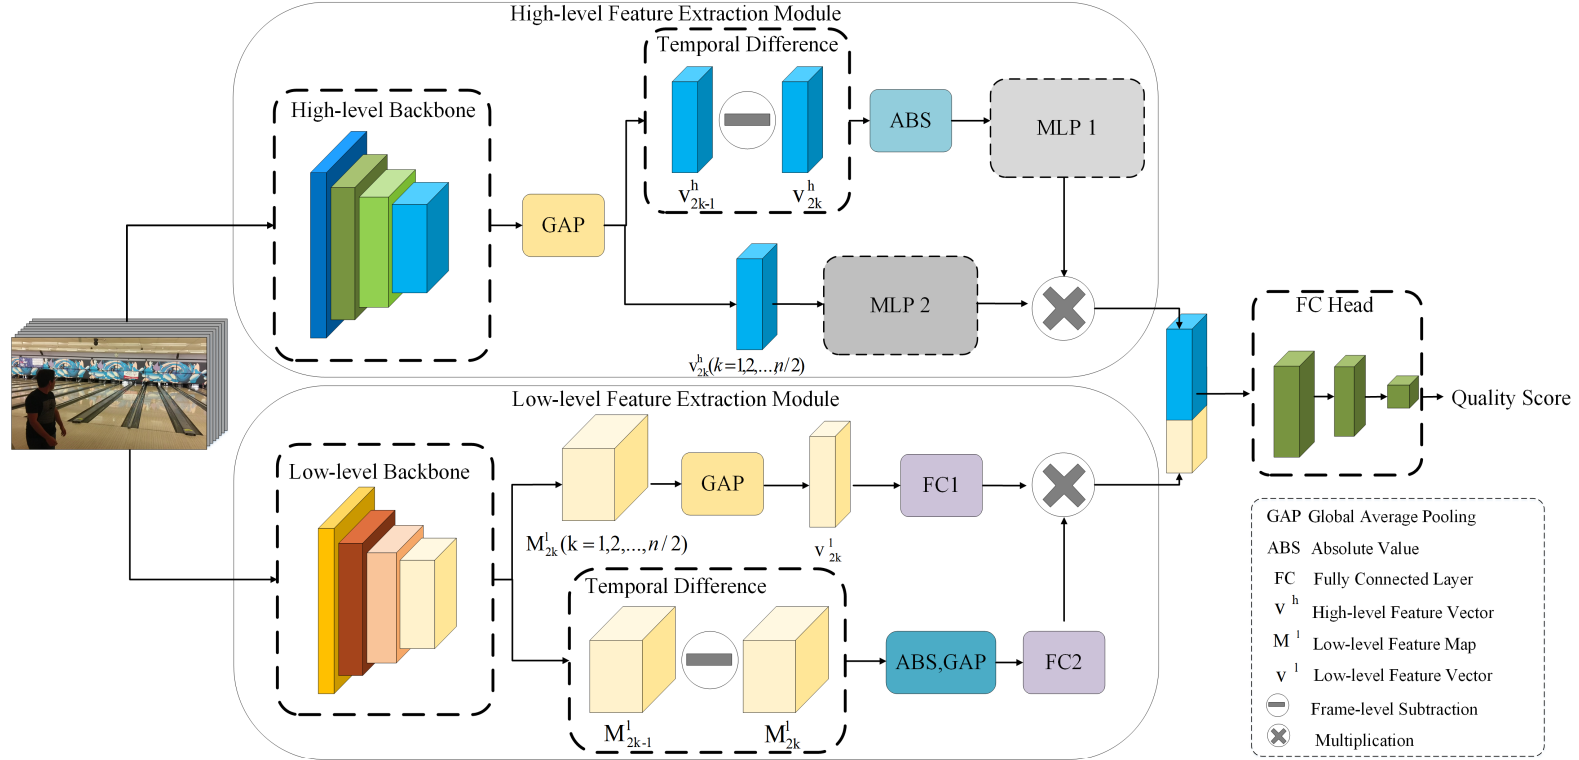 High-level Feature Extraction Module
Temporal Difference
High-level Backbone
ABS
MLP 1
v^h_{2k-1}
v^h_{2k}
GAP
MLP 2
FC Head
v^h_{2k}(k=1,2,...,n/2)
Low-level Feature Extraction Module
Quality Score
Low-level Backbone
GAP
FC1
M^l_{2k}(k=1,2,...,n/2)
v^l_{2k}
Temporal Difference
ABS,GAP
FC2
M^l_{2k-1}
M^l_{2k}
GAP Global Average Pooling
ABS Absolute Value
FC Fully Connected Layer
v^h High-level Feature Vector
M^l Low-level Feature Map
v^l Low-level Feature Vector
Frame-level Subtraction
Multiplication